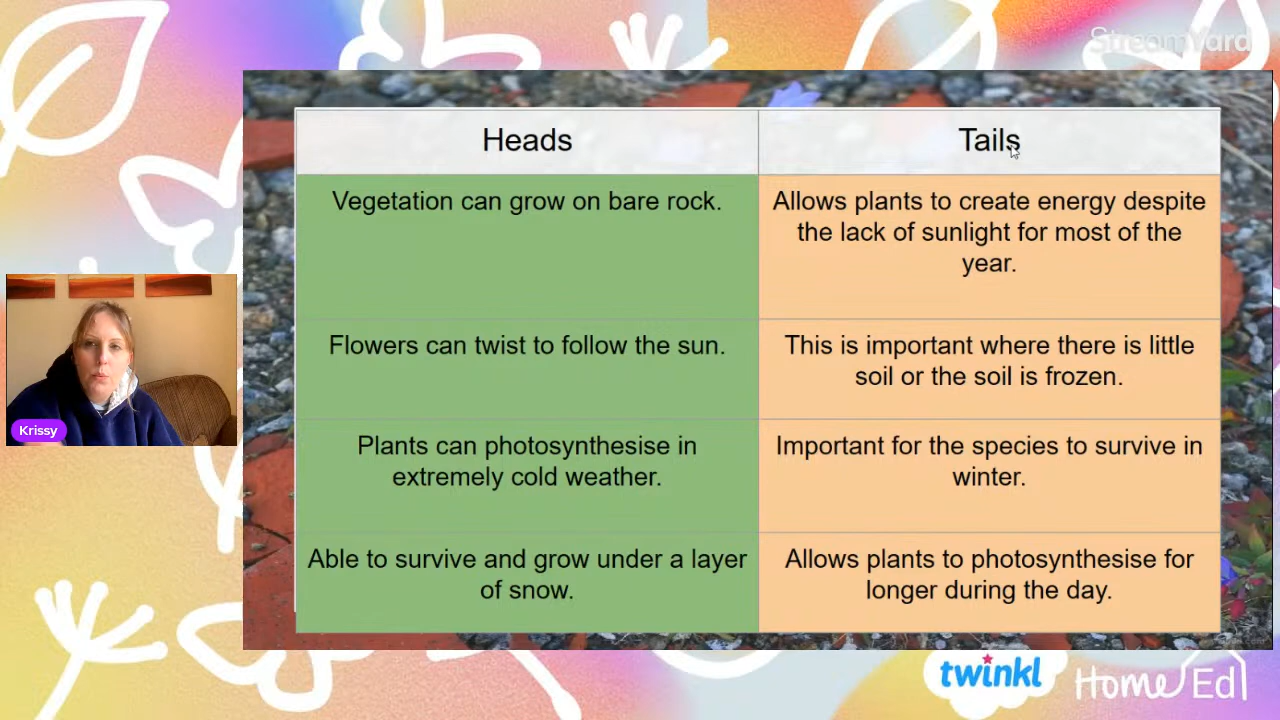 StreamYard
Heads
Tails
Vegetation can grow on bare rock.
Allows plants to create energy despite
the lack of sunlight for most of the
year.
Flowers can twist to follow the sun.
This is important where there is little
soil or the soil is frozen.
Plants can photosynthesise in
extremely cold weather.
Important for the species to survive in
winter.
Able to survive and grow under a layer
of snow.
Allows plants to photosynthesise for
longer during the day.
Krissy
twinkl
Home Ed